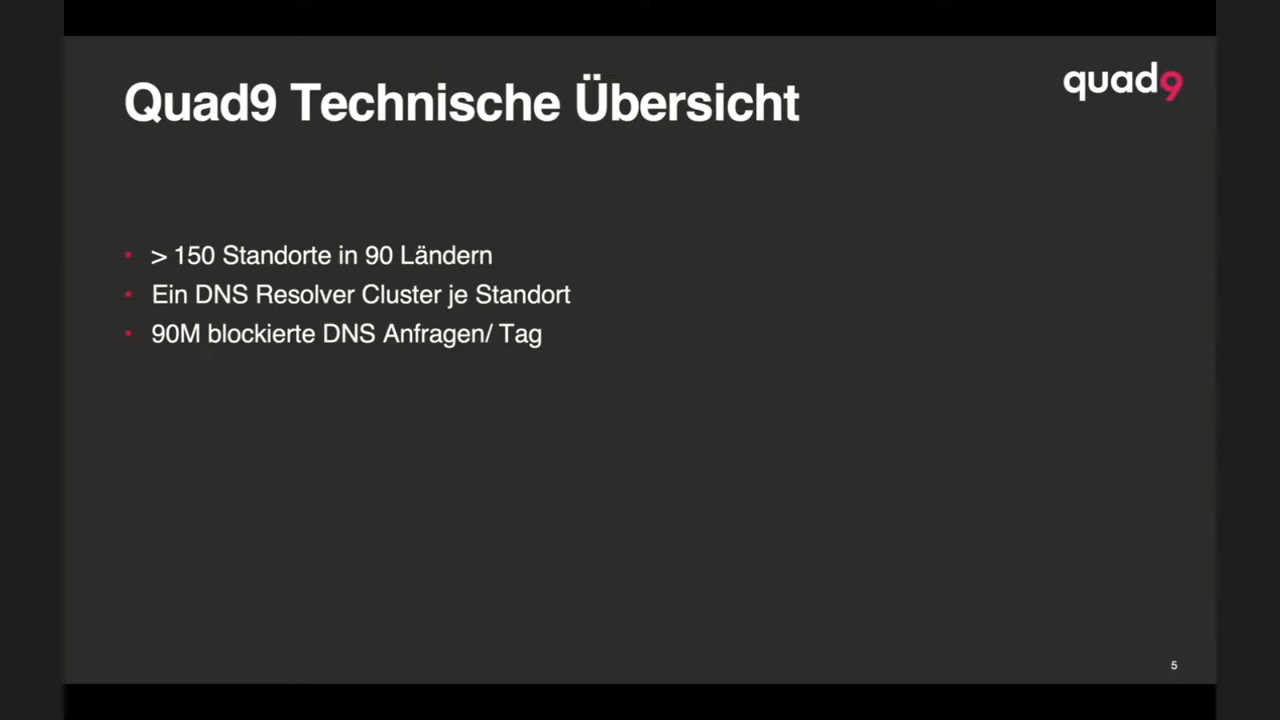 Quad9 Technische Übersicht
quad9
• > 150 Standorte in 90 Ländern
• Ein DNS Resolver Cluster je Standort
• 90M blockierte DNS Anfragen/ Tag
5